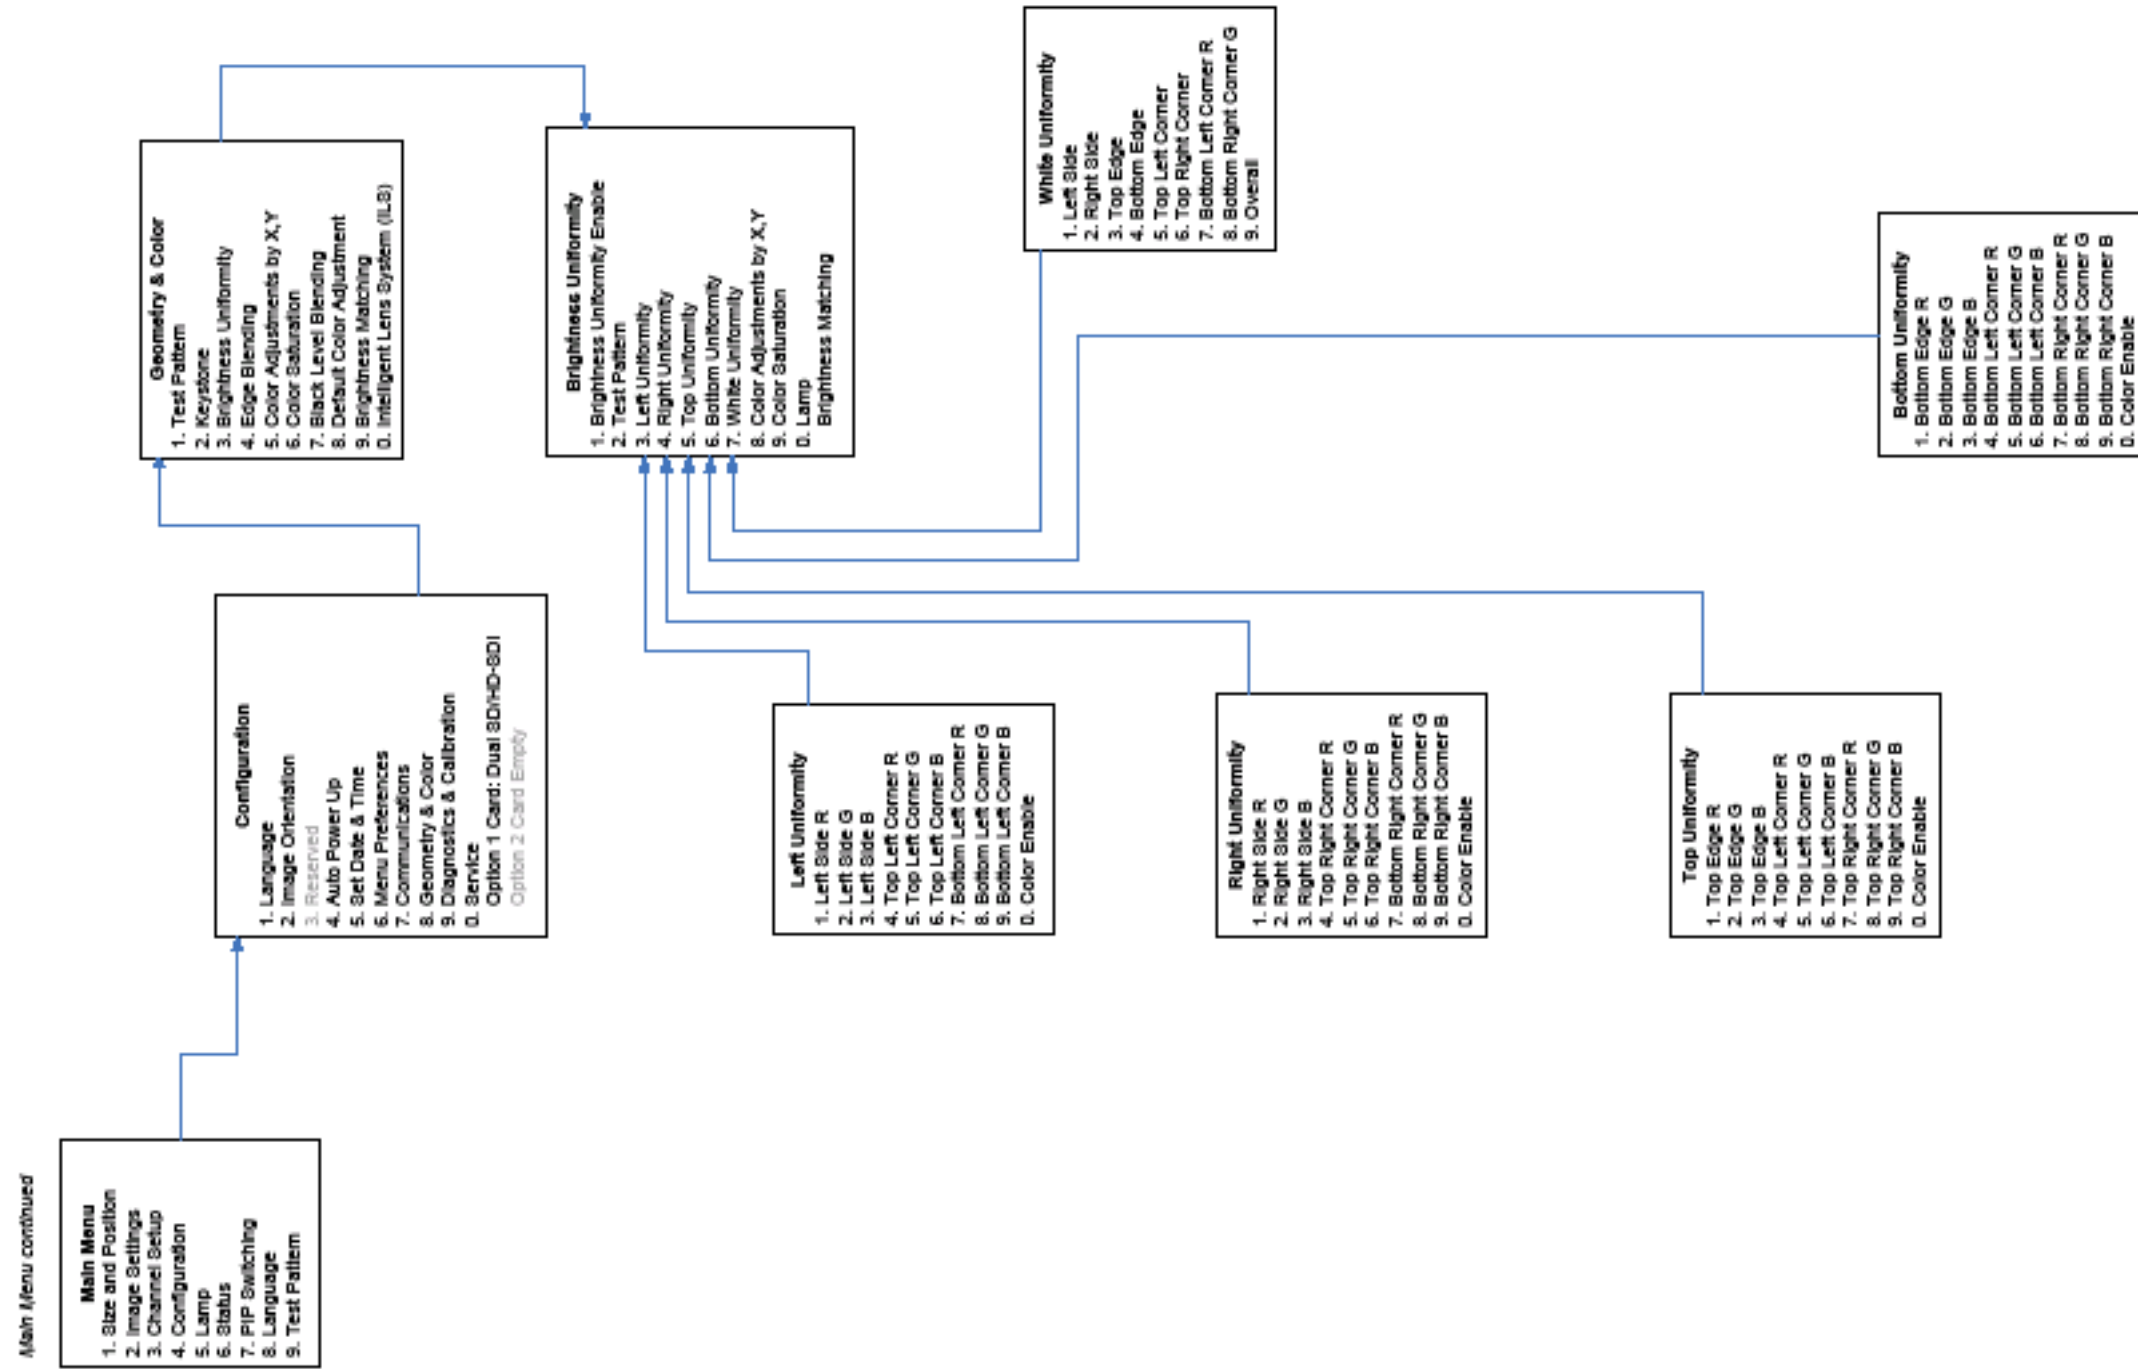 Main Menu continued
Main Menu
1. Size and Position
2. Image Settings
3. Channel Setup
4. Configuration
5. Lamp
6. Status
7. PIP Switching
8. Language
9. Test Pattern
Configuration
1. Language
2. Image Orientation
3. Reserved
4. Auto Power Up
5. Set Date & Time
6. Menu Preferences
7. Communications
8. Geometry & Color
9. Diagnostics & Calibration
0. Service
Option 1 Card: Dual SD/HD-SDI
Option 2 Card Empty
Geometry & Color
1. Test Pattern
2. Keystone
3. Brightness Uniformity
4. Edge Blending
5. Color Adjustments by X,Y
6. Color Saturation
7. Black Level Blending
8. Default Color Adjustment
9. Brightness Matching
0. Intelligent Lens System (ILS)
Brightness Uniformity
1. Brightness Uniformity Enable
2. Test Pattern
3. Left Uniformity
4. Right Uniformity
5. Top Uniformity
6. Bottom Uniformity
7. White Uniformity
8. Color Adjustments by X,Y
9. Color Saturation
0. Lamp
Brightness Matching
Left Uniformity
1. Left Side R
2. Left Side G
3. Left Side B
4. Top Left Corner R
5. Top Left Corner G
6. Top Left Corner B
7. Bottom Left Corner R
8. Bottom Left Corner G
9. Bottom Left Corner B
0. Color Enable
White Uniformity
1. Left Side
2. Right Side
3. Top Edge
4. Bottom Edge
5. Top Left Corner
6. Top Right Corner
7. Bottom Left Corner R
8. Bottom Right Corner G
9. Overall
Right Uniformity
1. Right Side R
2. Right Side G
3. Right Side B
4. Top Right Corner R
5. Top Right Corner G
6. Top Right Corner B
7. Bottom Right Corner R
8. Bottom Right Corner G
9. Bottom Right Corner B
0. Color Enable
Top Uniformity
1. Top Edge R
2. Top Edge G
3. Top Edge B
4. Top Left Corner R
5. Top Left Corner G
6. Top Left Corner B
7. Top Right Corner R
8. Top Right Corner G
9. Top Right Corner B
0. Color Enable
Bottom Uniformity
1. Bottom Edge R
2. Bottom Edge G
3. Bottom Edge B
4. Bottom Left Corner R
5. Bottom Left Corner G
6. Bottom Left Corner B
7. Bottom Right Corner R
8. Bottom Right Corner G
9. Bottom Right Corner B
0. Color Enable